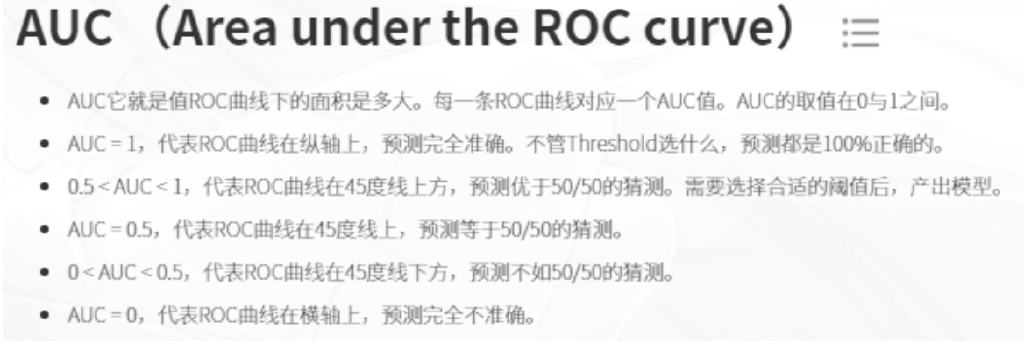 AUC （Area under the ROC curve）
AUC它就是值ROC曲线下的面积是多大。每一条ROC曲线对应一个AUC值。AUC的取值在0与1之间。
AUC = 1，代表ROC曲线在纵轴上，预测完全准确。不管Threshold选什么，预测都是100%正确的。
0.5 < AUC < 1，代表ROC曲线在45度线上方，预测优于50/50的猜测。需要选择合适的阈值后，产出模型。
AUC = 0.5，代表ROC曲线在45度线上，预测等于50/50的猜测。
0 < AUC < 0.5，代表ROC曲线在45度线下方，预测不如50/50的猜测。
AUC = 0，代表ROC曲线在横轴上，预测完全不准确。